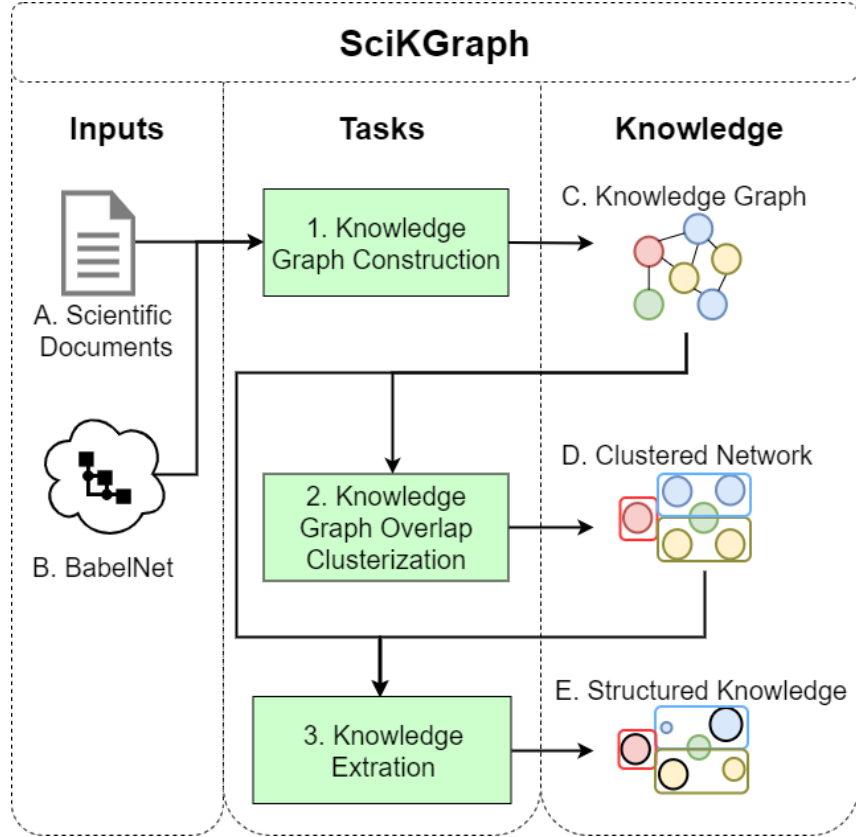 SciKGraph
Inputs
Tasks
Knowledge
A. Scientific
Documents
B. BabelNet
1. Knowledge
Graph Construction
C. Knowledge Graph
2. Knowledge
Graph Overlap
Clusterization
D. Clustered Network
3. Knowledge
Extration
E. Structured Knowledge